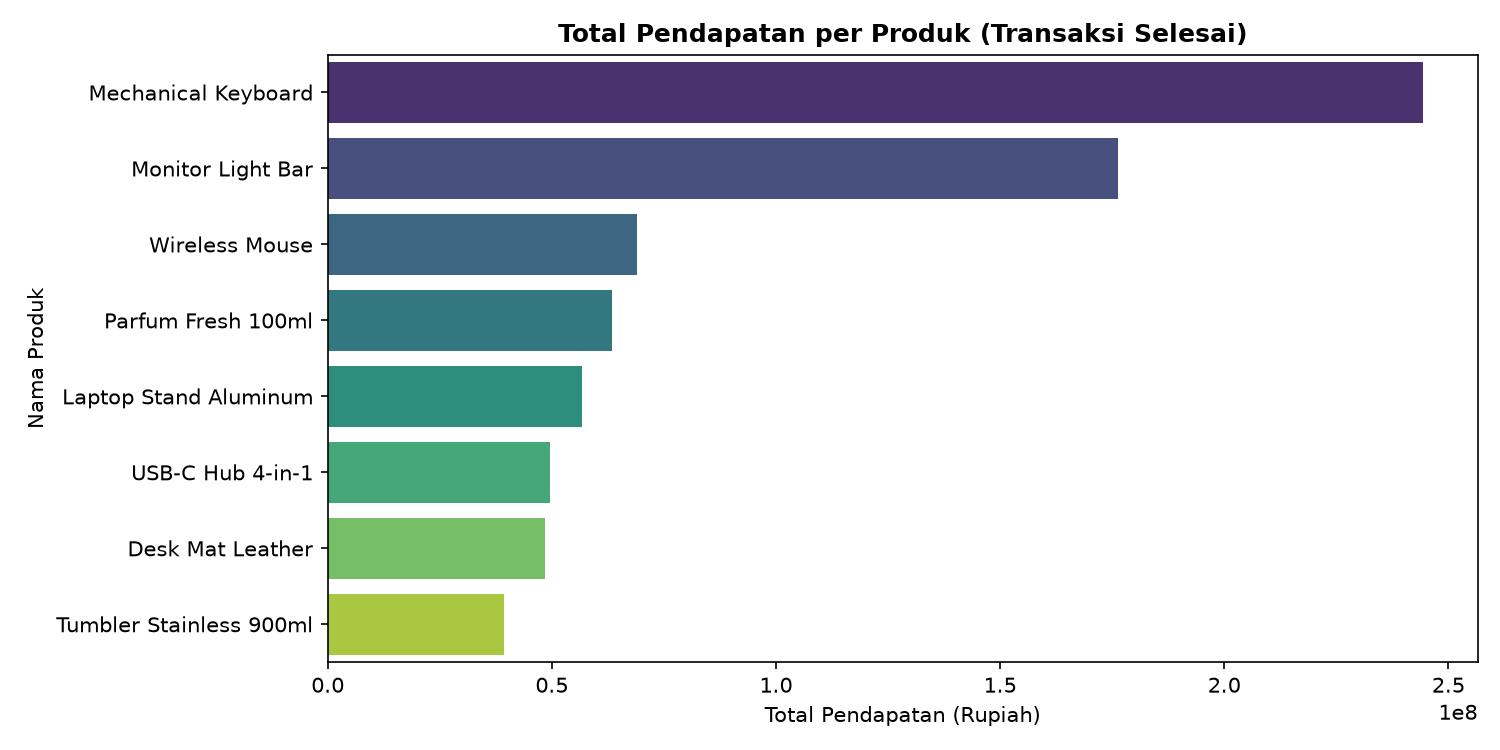 Total Pendapatan per Produk (Transaksi Selesai)
Nama Produk
Mechanical Keyboard
Monitor Light Bar
Wireless Mouse
Parfum Fresh 100ml
Laptop Stand Aluminum
USB-C Hub 4-in-1
Desk Mat Leather
Tumbler Stainless 900ml
0.0 0.5 1.0 1.5 2.0 2.5
1e8
Total Pendapatan (Rupiah)